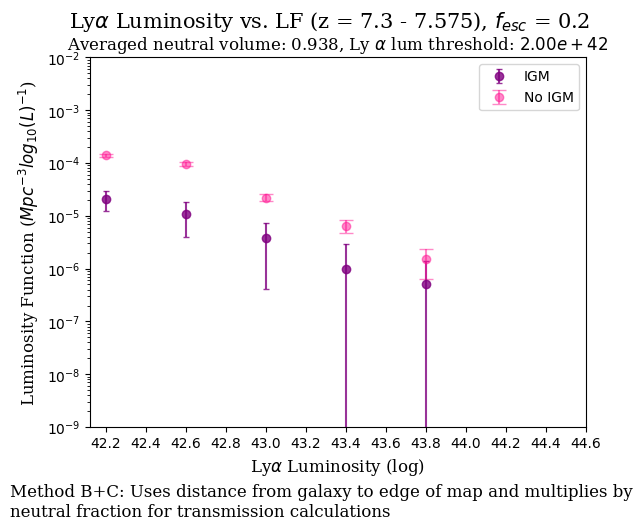 Lyα Luminosity vs. LF (z = 7.3 - 7.575), f_esc = 0.2
Averaged neutral volume: 0.938, Ly α lum threshold: 2.00e + 42
IGM
No IGM
Luminosity Function (Mpc⁻³log₁₀(L)⁻¹)
10⁻²
10⁻³
10⁻⁴
10⁻⁵
10⁻⁶
10⁻⁷
10⁻⁸
10⁻⁹
42.2 42.4 42.6 42.8 43.0 43.2 43.4 43.6 43.8 44.0 44.2 44.4 44.6
Lyα Luminosity (log)
Method B+C: Uses distance from galaxy to edge of map and multiplies by
neutral fraction for transmission calculations